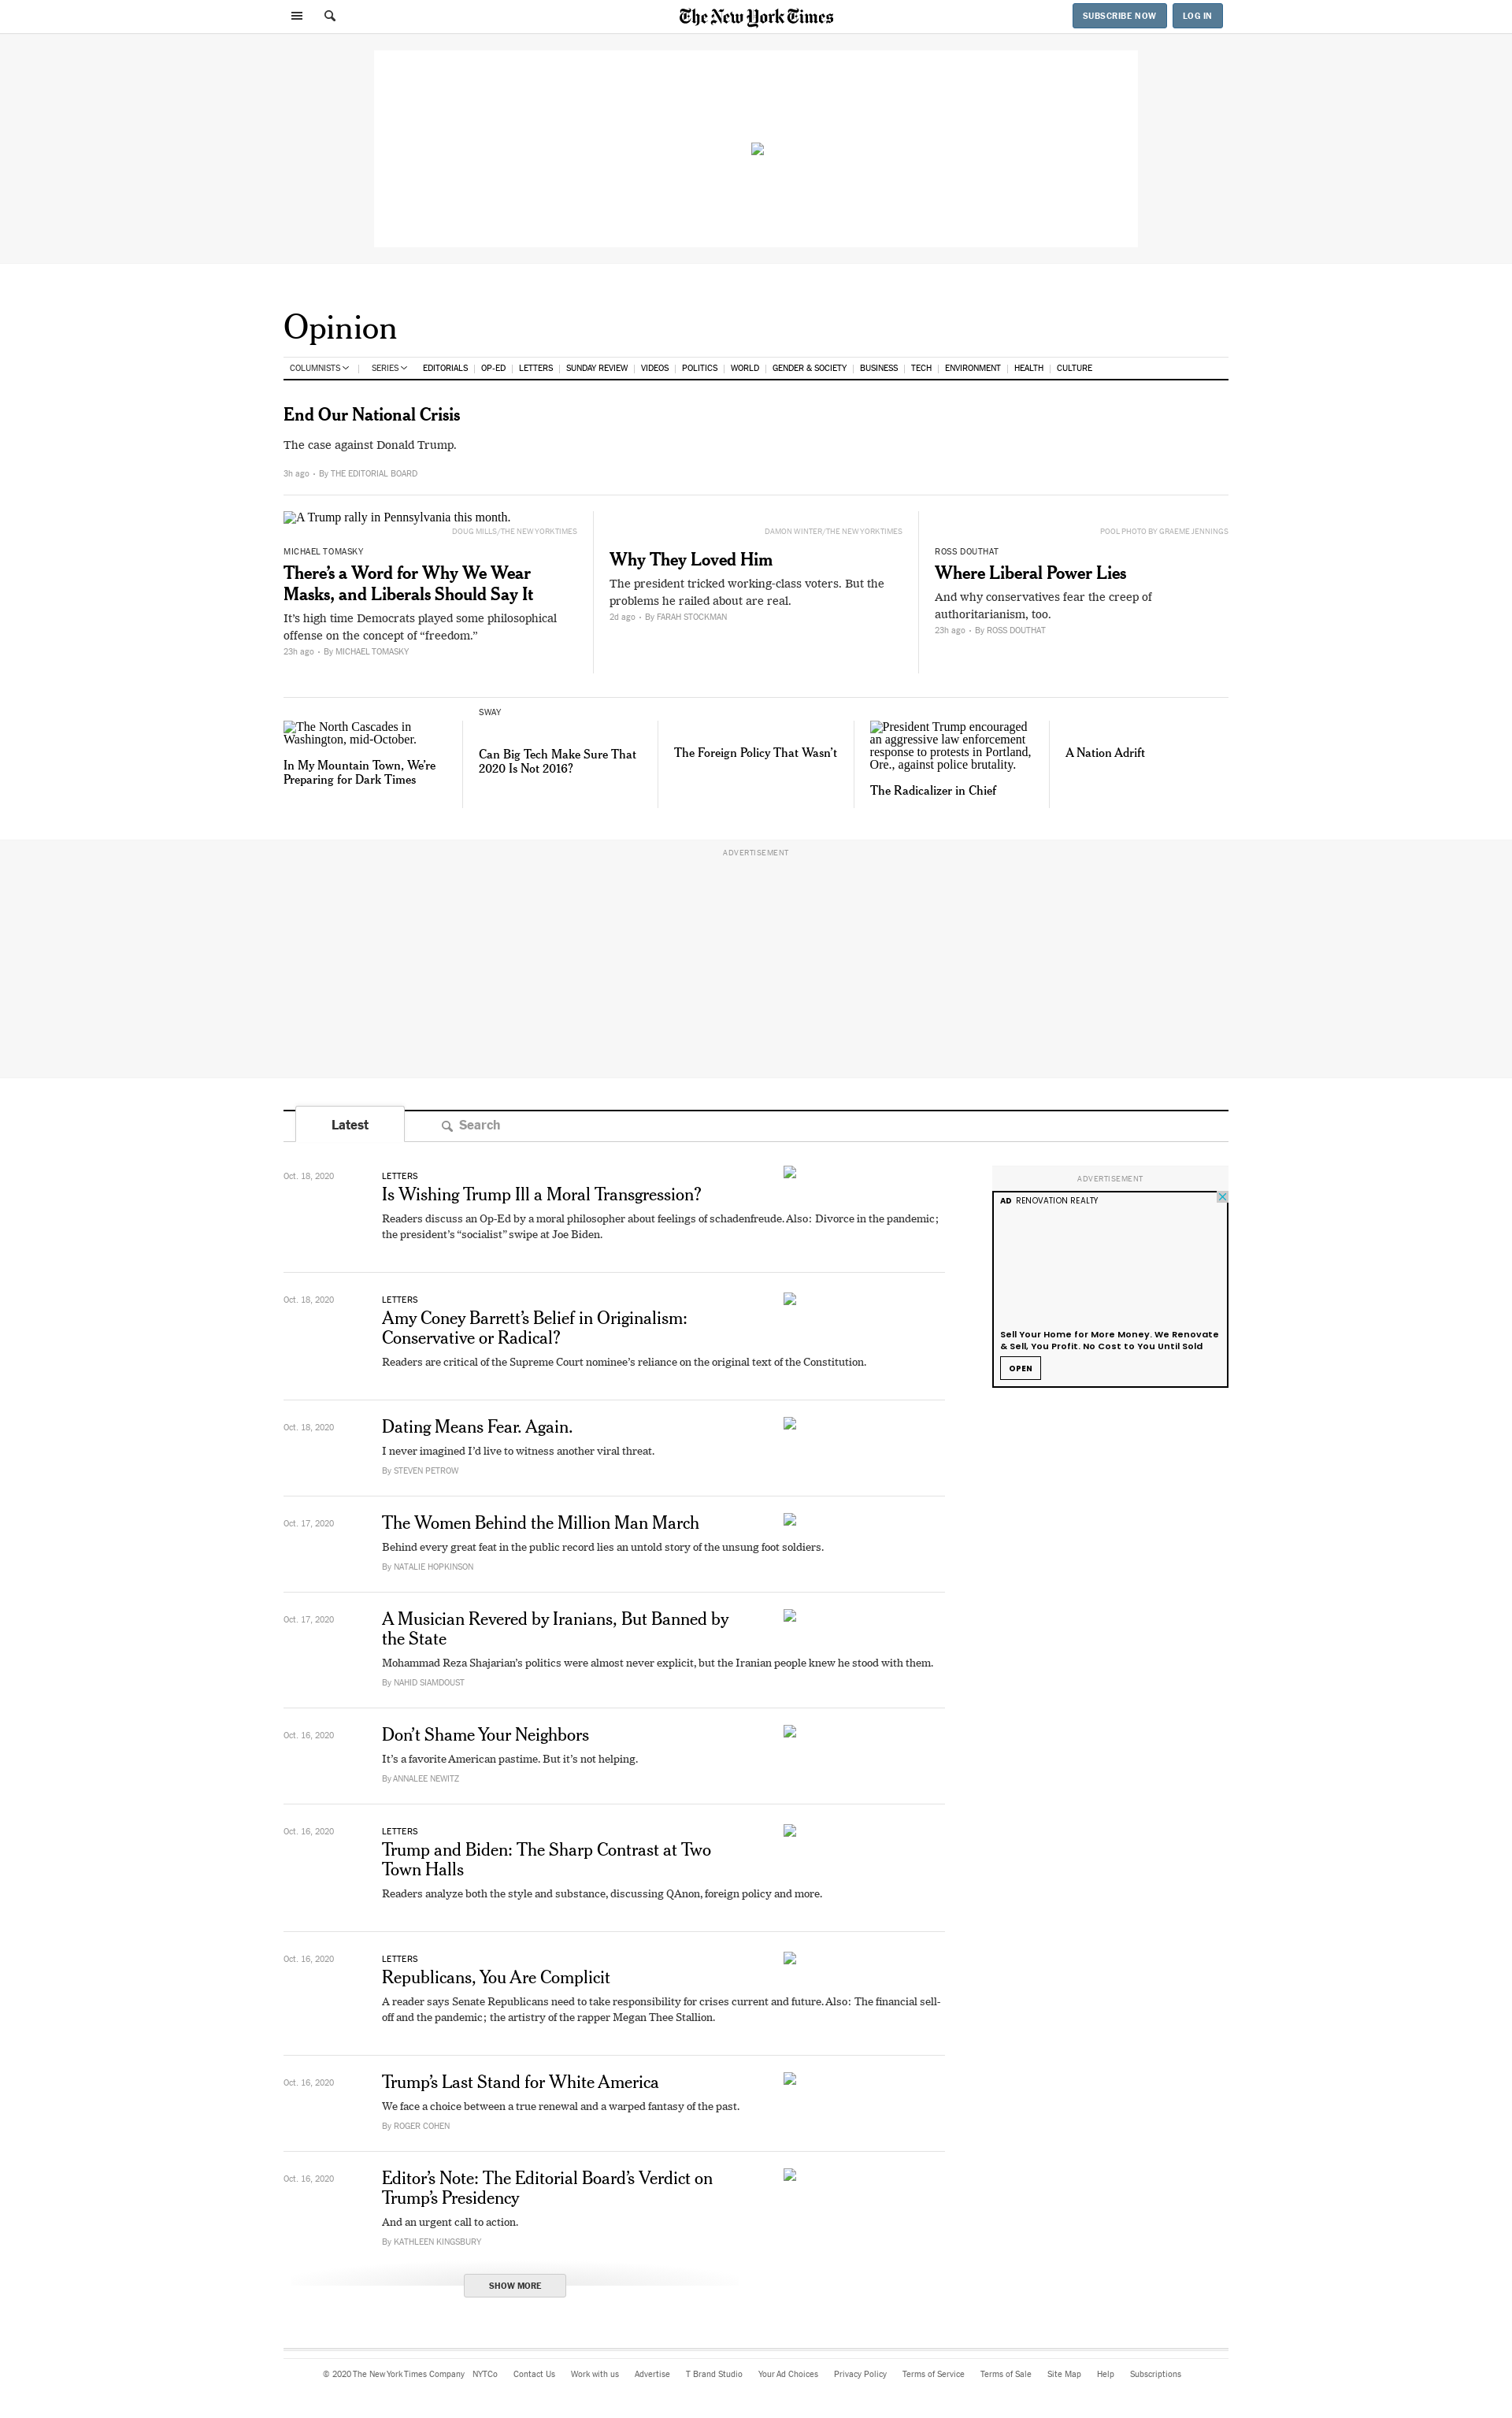 The New York Times
SUBSCRIBE NOW
LOG IN
Opinion
COLUMNISTS
SERIES
EDITORIALS
OP-ED
LETTERS
SUNDAY REVIEW
VIDEOS
POLITICS
WORLD
GENDER & SOCIETY
BUSINESS
TECH
ENVIRONMENT
HEALTH
CULTURE
End Our National Crisis
The case against Donald Trump.
3h ago • By THE EDITORIAL BOARD
A Trump rally in Pennsylvania this month.
DOUG MILLS/THE NEW YORK TIMES
MICHAEL TOMASKY
There’s a Word for Why We Wear
Masks, and Liberals Should Say It
It’s high time Democrats played some philosophical
offense on the concept of “freedom.”
23h ago • By MICHAEL TOMASKY
DAMON WINTER/THE NEW YORK TIMES
Why They Loved Him
The president tricked working-class voters. But the
problems he railed about are real.
2d ago • By FARAH STOCKMAN
POOL PHOTO BY GRAEME JENNINGS
ROSS DOUTHAT
Where Liberal Power Lies
And why conservatives fear the creep of
authoritarianism, too.
23h ago • By ROSS DOUTHAT
The North Cascades in
Washington, mid-October.
In My Mountain Town, We’re
Preparing for Dark Times
SWAY
Can Big Tech Make Sure That
2020 Is Not 2016?
The Foreign Policy That Wasn’t
President Trump encouraged
an aggressive law enforcement
response to protests in Portland,
Ore., against police brutality.
The Radicalizer in Chief
A Nation Adrift
ADVERTISEMENT
Latest
Search
Oct. 18, 2020
LETTERS
Is Wishing Trump Ill a Moral Transgression?
Readers discuss an Op-Ed by a moral philosopher about feelings of schadenfreude. Also: Divorce in the pandemic;
the president’s “socialist” swipe at Joe Biden.
Oct. 18, 2020
LETTERS
Amy Coney Barrett’s Belief in Originalism:
Conservative or Radical?
Readers are critical of the Supreme Court nominee’s reliance on the original text of the Constitution.
Oct. 18, 2020
Dating Means Fear. Again.
I never imagined I’d live to witness another viral threat.
By STEVEN PETROW
Oct. 17, 2020
The Women Behind the Million Man March
Behind every great feat in the public record lies an untold story of the unsung foot soldiers.
By NATALIE HOPKINSON
Oct. 17, 2020
A Musician Revered by Iranians, But Banned by
the State
Mohammad Reza Shajarian’s politics were almost never explicit, but the Iranian people knew he stood with them.
By NAHID SIAMDOUST
Oct. 16, 2020
Don’t Shame Your Neighbors
It’s a favorite American pastime. But it’s not helping.
By ANNALEE NEWITZ
Oct. 16, 2020
LETTERS
Trump and Biden: The Sharp Contrast at Two
Town Halls
Readers analyze both the style and substance, discussing QAnon, foreign policy and more.
Oct. 16, 2020
LETTERS
Republicans, You Are Complicit
A reader says Senate Republicans need to take responsibility for crises current and future. Also: The financial sell-
off and the pandemic; the artistry of the rapper Megan Thee Stallion.
Oct. 16, 2020
Trump’s Last Stand for White America
We face a choice between a true renewal and a warped fantasy of the past.
By ROGER COHEN
Oct. 16, 2020
Editor’s Note: The Editorial Board’s Verdict on
Trump’s Presidency
And an urgent call to action.
By KATHLEEN KINGSBURY
SHOW MORE
ADVERTISEMENT
AD RENOVATION REALTY
Sell Your Home for More Money. We Renovate
& Sell, You Profit. No Cost to You Until Sold
OPEN
© 2020 The New York Times Company NYTCo Contact Us Work with us Advertise T Brand Studio Your Ad Choices Privacy Policy Terms of Service Terms of Sale Site Map Help Subscriptions